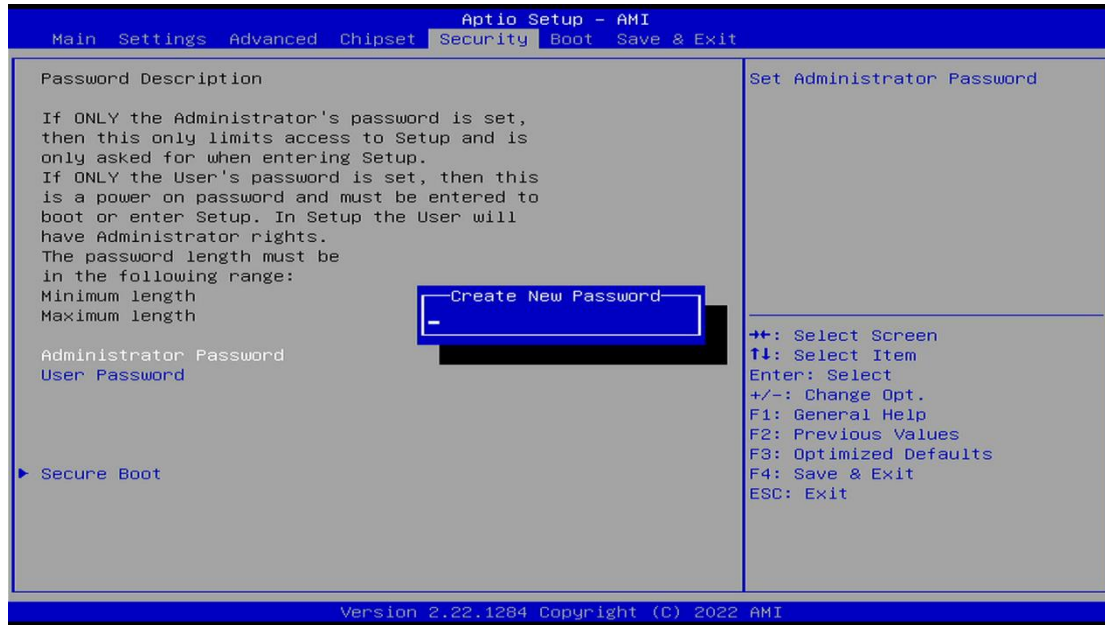 Aptio Setup – AMI
Main Settings Advanced Chipset Security Boot Save & Exit
Password Description
If ONLY the Administrator's password is set,
then this only limits access to Setup and is
only asked for when entering Setup.
If ONLY the User's password is set, then this
is a power on password and must be entered to
boot or enter Setup. In Setup the User will
have Administrator rights.
The password length must be
in the following range:
Minimum length
Maximum length
Administrator Password
User Password
Secure Boot
Create New Password
Set Administrator Password
→←: Select Screen
↑↓: Select Item
Enter: Select
+/-: Change Opt.
F1: General Help
F2: Previous Values
F3: Optimized Defaults
F4: Save & Exit
ESC: Exit
Version 2.22.1284 Copyright (C) 2022 AMI